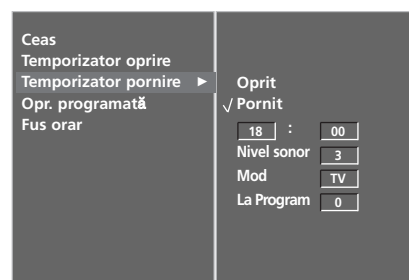 Ceas
Temporizator oprire
Temporizator pornire ►
Opr. programată
Fus orar
Oprit
√ Pornit
18 : 00
Nivel sonor 3
Mod TV
La Program 0